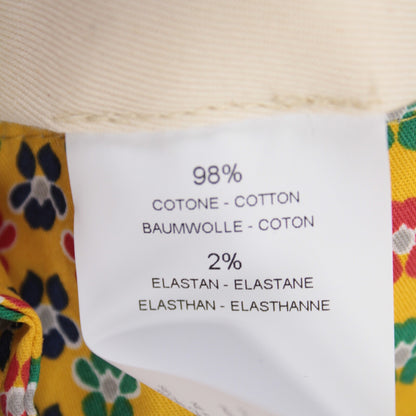 98%
COTONE - COTTON
BAUMWOLLE - COTON
2%
ELASTAN - ELASTANE
ELASTHAN - ELASTHANNE